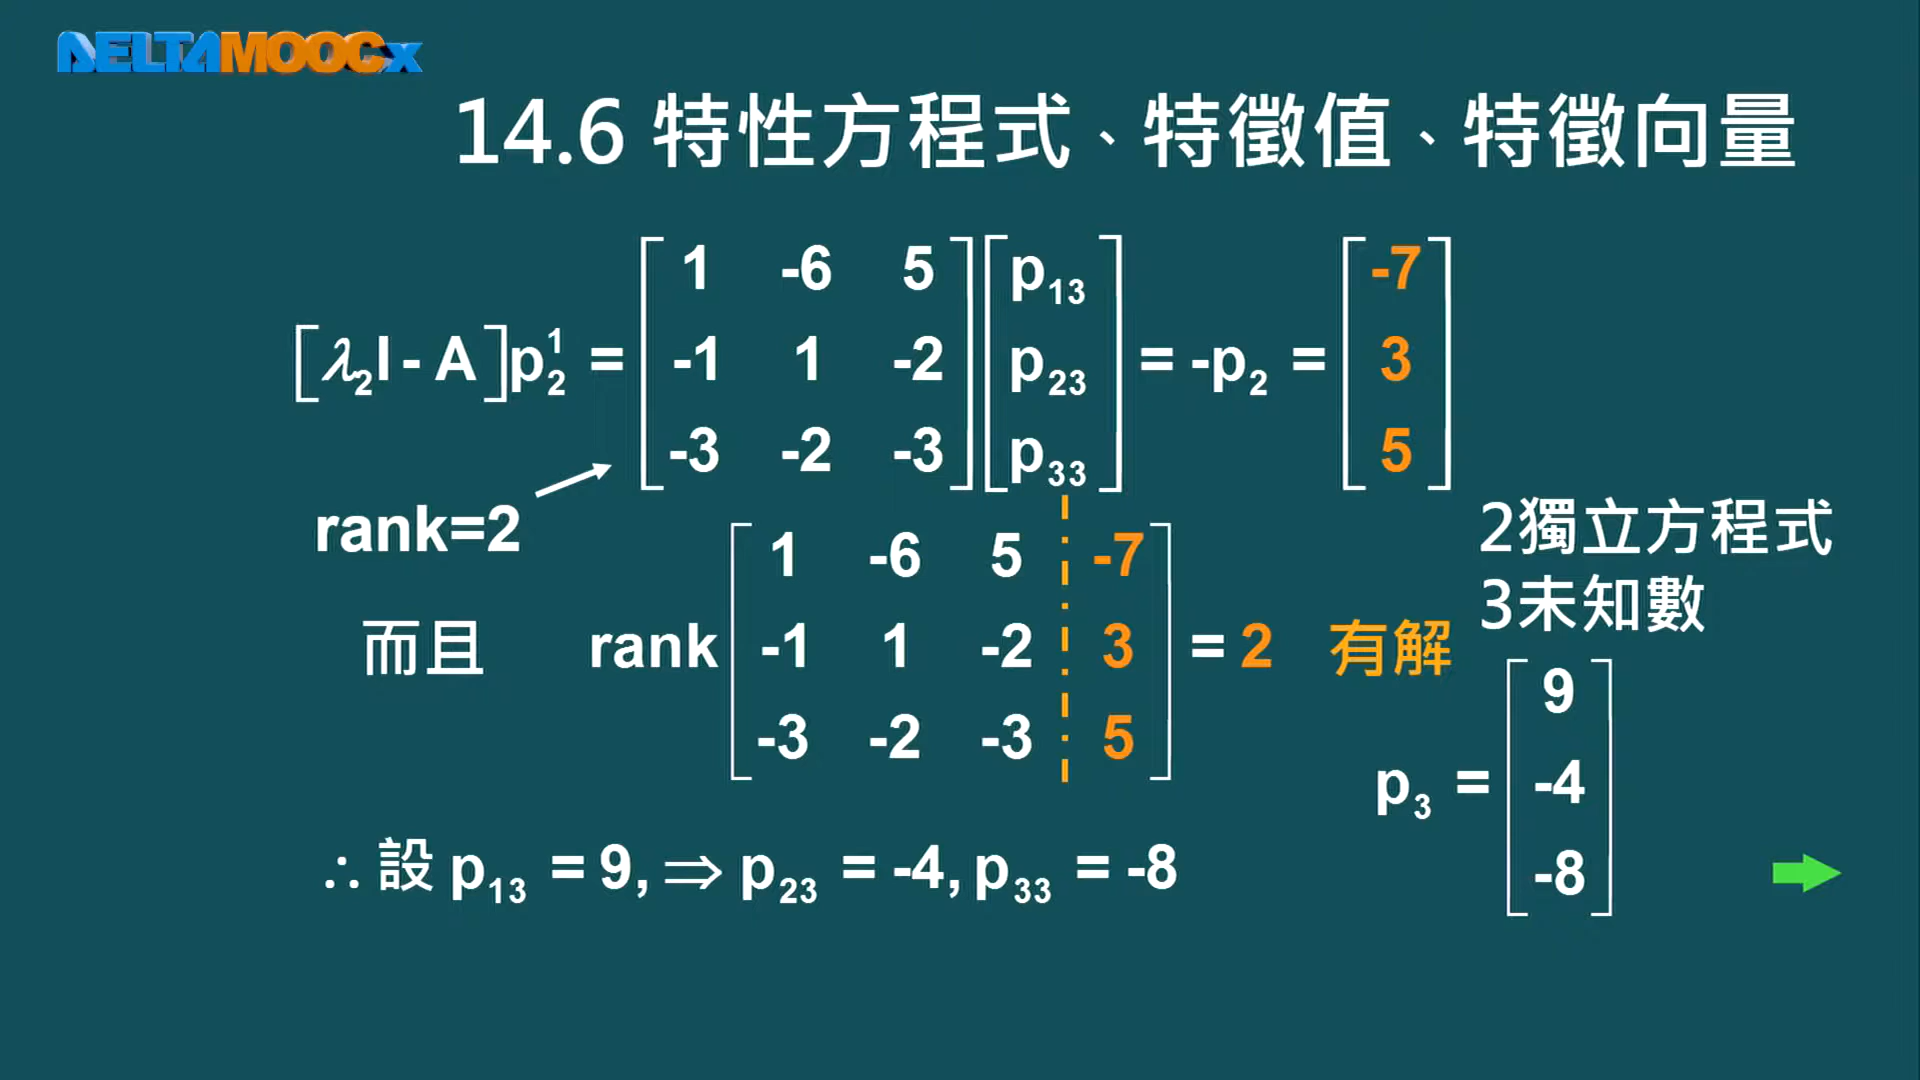 DELTAMOOCx
14.6 特性方程式、特徵值、特徵向量
[λ₂I - A]p₂¹ = [1 -6 5; -1 1 -2; -3 -2 -3][p₁₃; p₂₃; p₃₃] = -p₂ = [-7; 3; 5]
rank=2
2獨立方程式
3未知數
而且 rank[1 -6 5 ¦ -7; -1 1 -2 ¦ 3; -3 -2 -3 ¦ 5] = 2 有解
p₃ = [9; -4; -8]
∴ 設 p₁₃ = 9, ⇒ p₂₃ = -4, p₃₃ = -8